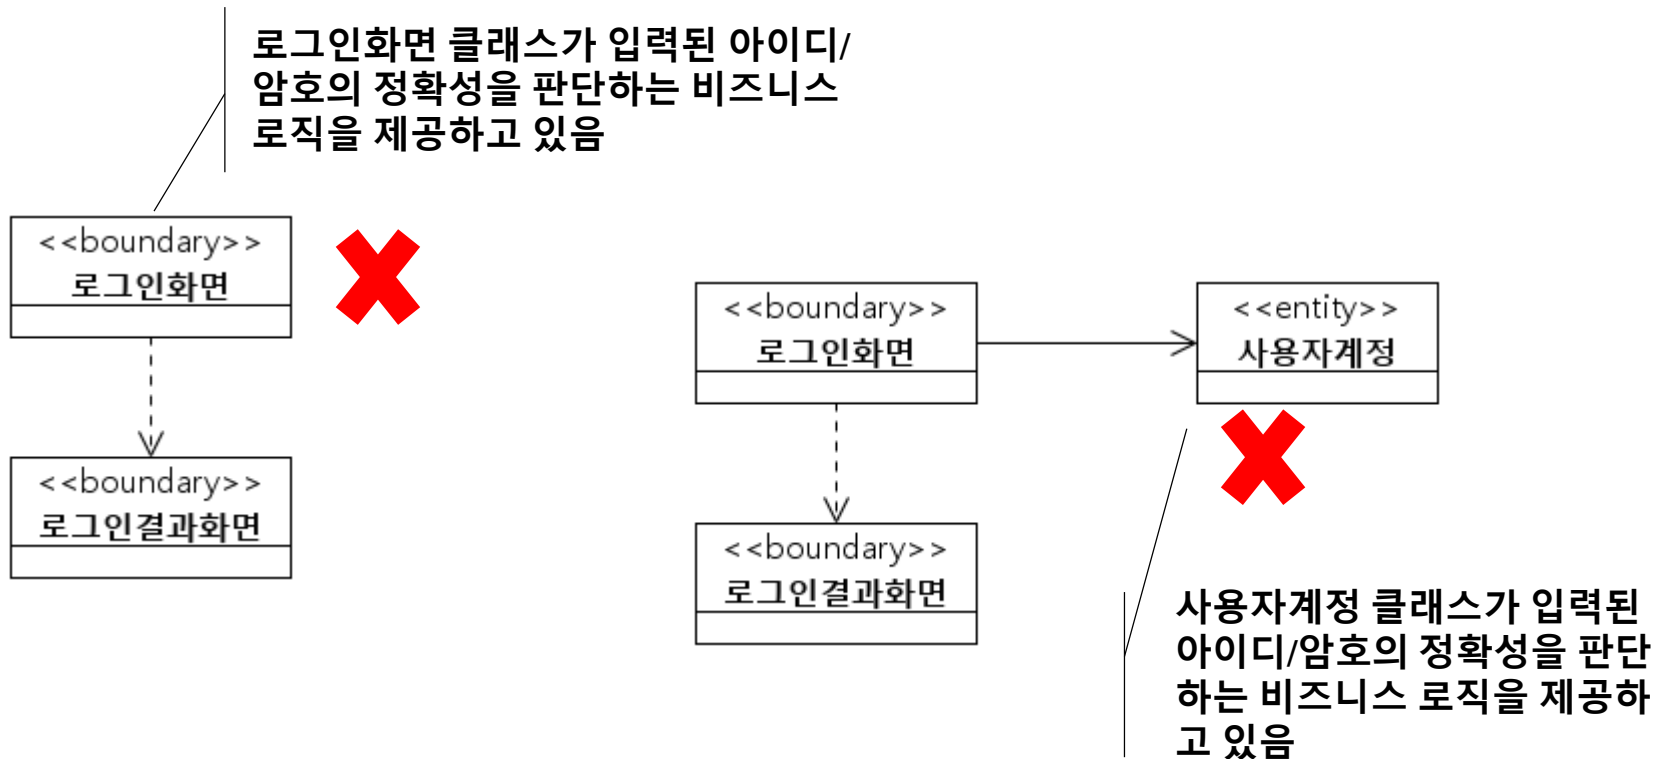 로그인화면 클래스가 입력된 아이디/
암호의 정확성을 판단하는 비즈니스
로직을 제공하고 있음
<<boundary>>
로그인화면
<<boundary>>
로그인결과화면
<<boundary>>
로그인화면
<<entity>>
사용자계정
<<boundary>>
로그인결과화면
사용자계정 클래스가 입력된
아이디/암호의 정확성을 판단
하는 비즈니스 로직을 제공하
고 있음